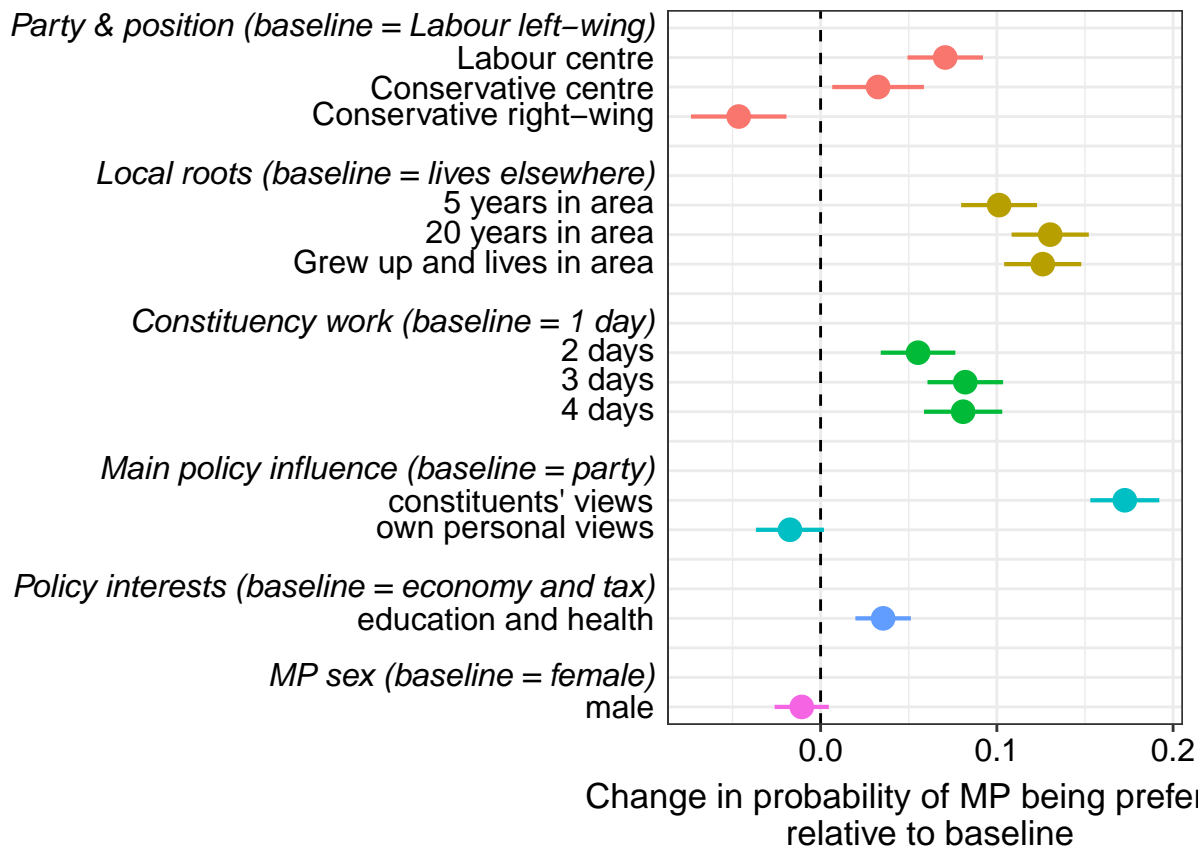 Party & position (baseline = Labour left−wing)
Labour centre
Conservative centre
Conservative right−wing
Local roots (baseline = lives elsewhere)
5 years in area
20 years in area
Grew up and lives in area
Constituency work (baseline = 1 day)
2 days
3 days
4 days
Main policy influence (baseline = party)
constituents' views
own personal views
Policy interests (baseline = economy and tax)
education and health
MP sex (baseline = female)
male
0.0 0.1 0.2
Change in probability of MP being prefer
relative to baseline